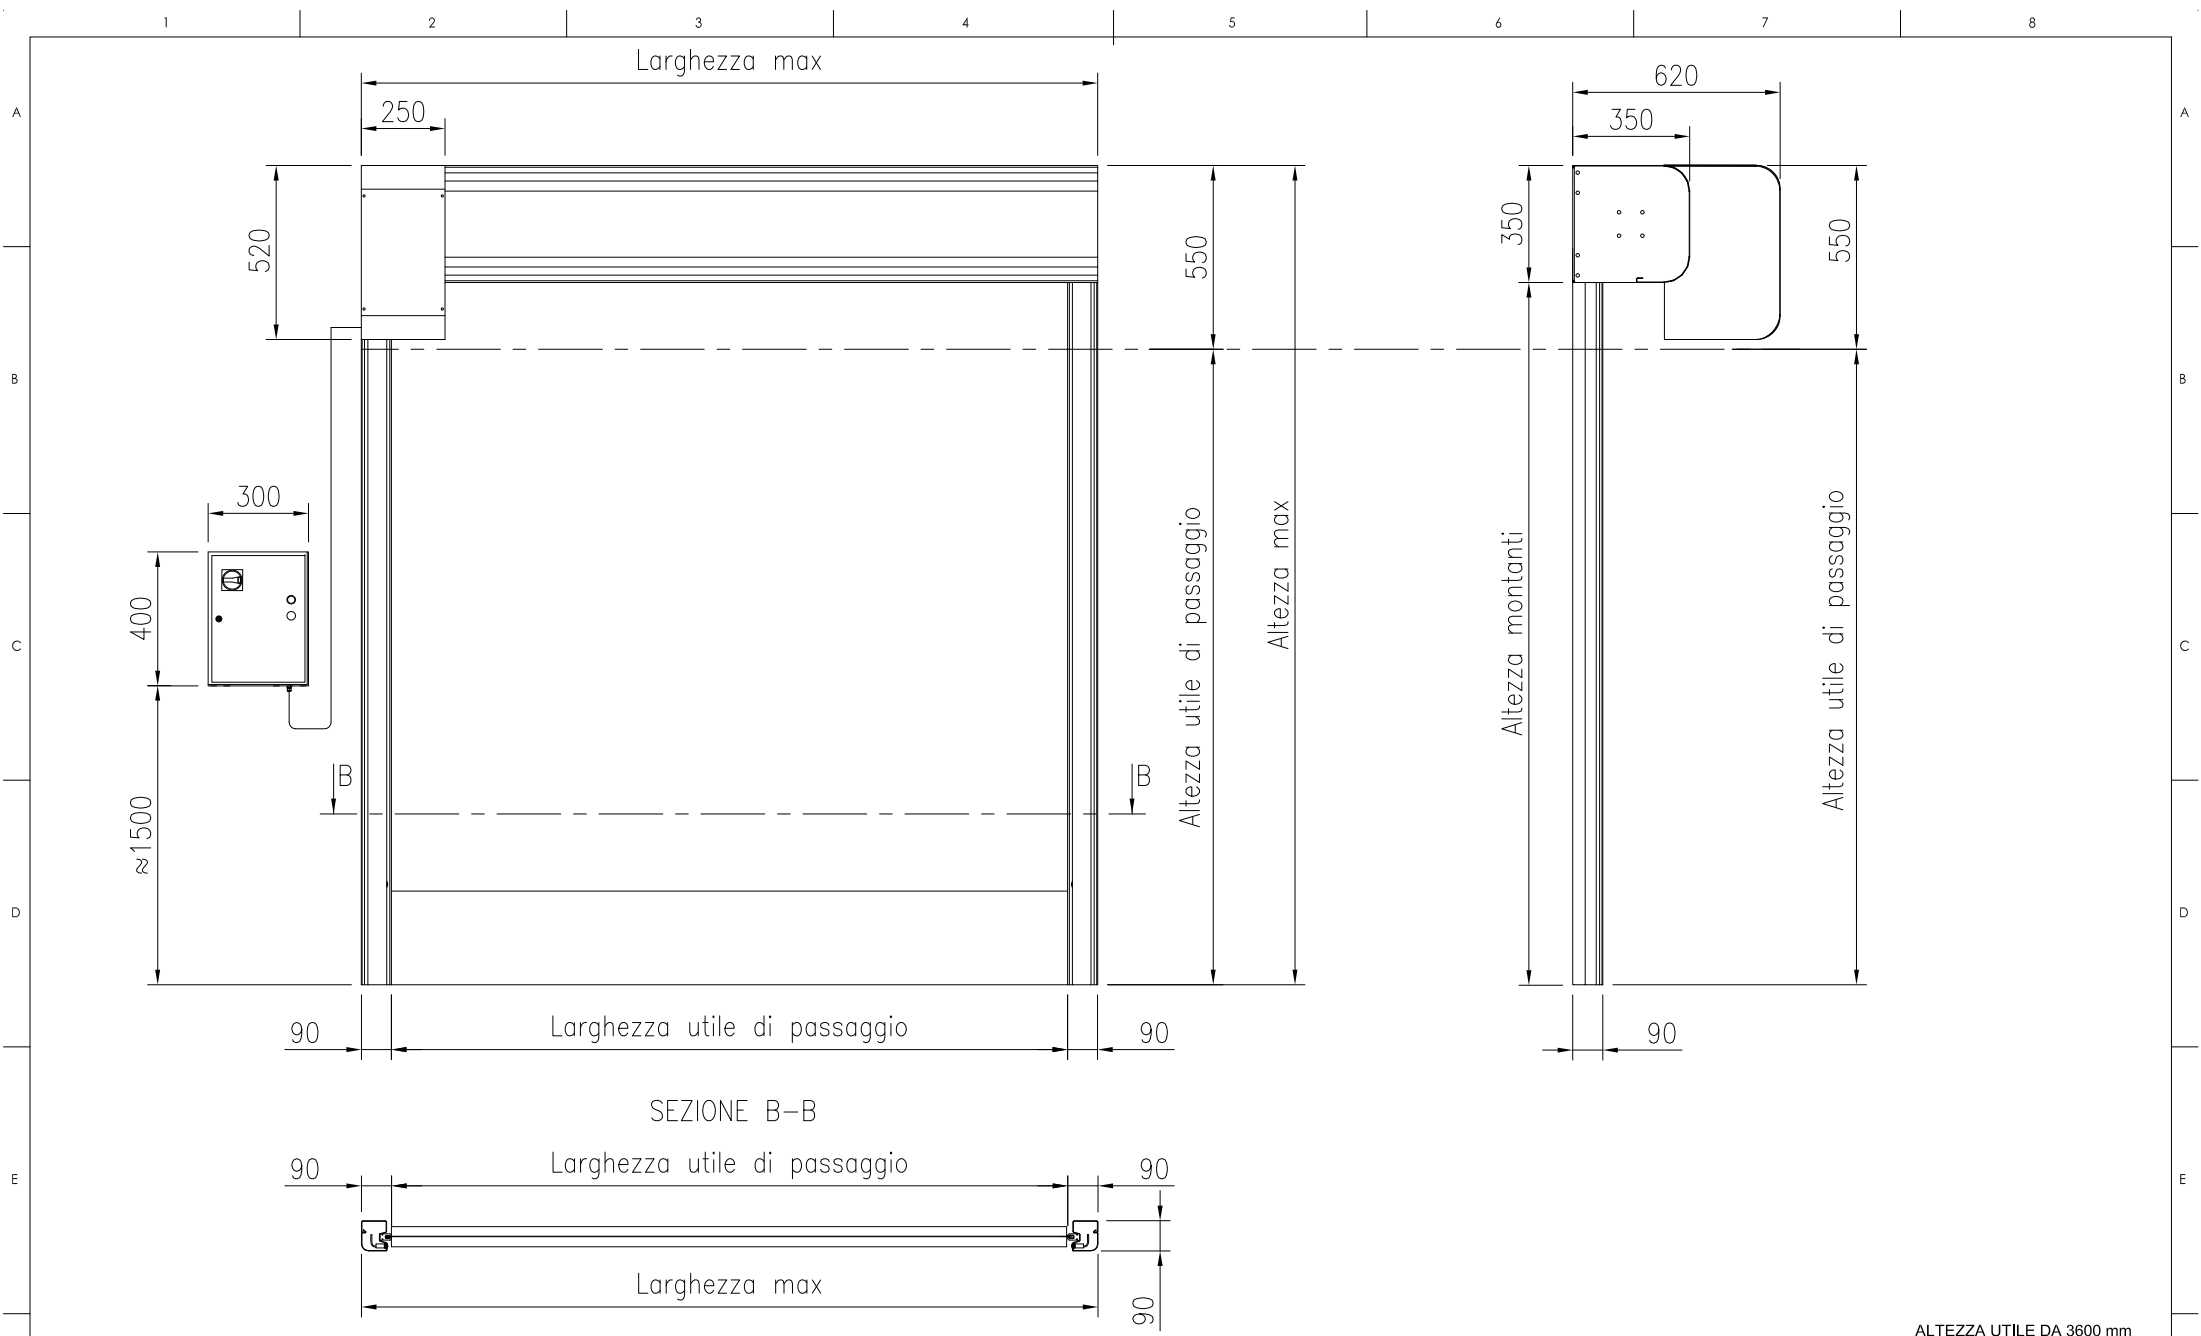 1 2 3 4 5 6 7 8
Larghezza max
620
A
250
350
A
520
550
350
550
B
B
300
400
Altezza utile di passaggio
Altezza max
Altezza montanti
Altezza utile di passaggio
C
C
B
B
≈1500
D
D
90
Larghezza utile di passaggio
90
90
SEZIONE B-B
90
Larghezza utile di passaggio
90
E
E
Larghezza max
90
ALTEZZA UTILE DA 3600 mm